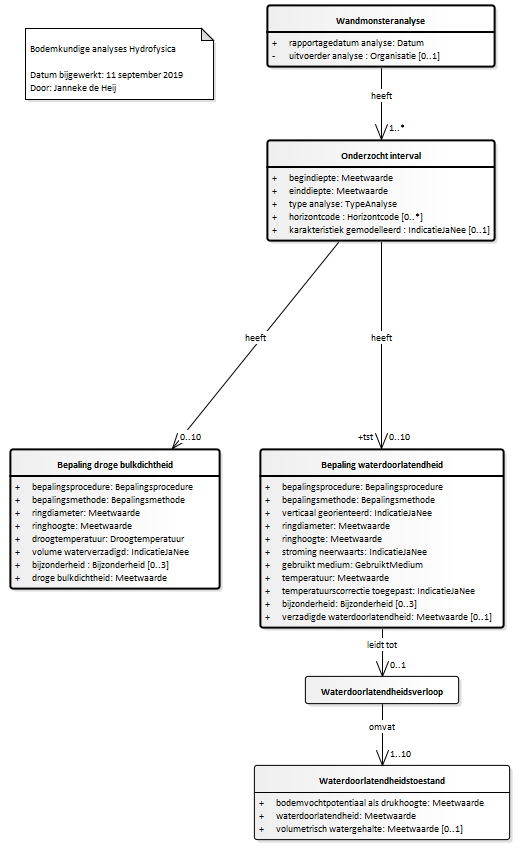 Bodemkundige analyses Hydrofysica
Datum bijgewerkt: 11 september 2019
Door: Janneke de Heij
Wandmonsteranalyse
+ rapportagedatum analyse: Datum
- uitvoerder analyse : Organisatie [0..1]
heeft
1..*
Onderzocht interval
+ begindiepte: Meetwaarde
+ einddiepte: Meetwaarde
+ type analyse: TypeAnalyse
+ horizontcode : Horizontcode [0..*]
+ karakteristiek gemodelleerd : IndicatieJaNee [0..1]
heeft
heeft
0..10
+tst
0..10
Bepaling droge bulkdichtheid
+ bepalingsprocedure: Bepalingsprocedure
+ bepalingsmethode: Bepalingsmethode
+ ringdiameter: Meetwaarde
+ ringhoogte: Meetwaarde
+ droogtemperatuur: Droogtemperatuur
+ volume waterverzadigd: IndicatieJaNee
+ bijzonderheid : Bijzonderheid [0..3]
+ droge bulkdichtheid: Meetwaarde
Bepaling waterdoorlatendheid
+ bepalingsprocedure: Bepalingsprocedure
+ bepalingsmethode: Bepalingsmethode
+ verticaal georienteerd: IndicatieJaNee
+ ringdiameter: Meetwaarde
+ ringhoogte: Meetwaarde
+ stroming neerwaarts: IndicatieJaNee
+ gebruikt medium: GebruiktMedium
+ temperatuur: Meetwaarde
+ temperatuurscorrectie toegepast: IndicatieJaNee
+ bijzonderheid: Bijzonderheid [0..3]
+ verzadigde waterdoorlatendheid: Meetwaarde [0..1]
leidt tot
0..1
Waterdoorlatendheidsverloop
omvat
1..10
Waterdoorlatendheidstoestand
+ bodemvochtpotentiaal als drukhoogte: Meetwaarde
+ waterdoorlatendheid: Meetwaarde
+ volumetrisch watergehalte: Meetwaarde [0..1]